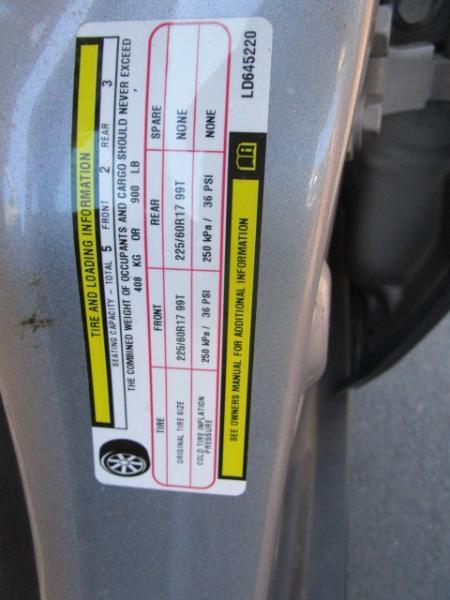 TIRE AND LOADING INFORMATION
SEATING CAPACITY - TOTAL 5 FRONT 2 REAR 3
THE COMBINED WEIGHT OF OCCUPANTS AND CARGO SHOULD NEVER EXCEED
408 KG OR 900 LB
TIRE FRONT REAR SPARE
ORIGINAL TIRE SIZE 225/60R17 99T 225/60R17 99T NONE
COLD TIRE INFLATION PRESSURE 250 kPa / 36 PSI 250 kPa / 36 PSI NONE
SEE OWNERS MANUAL FOR ADDITIONAL INFORMATION
LD645220